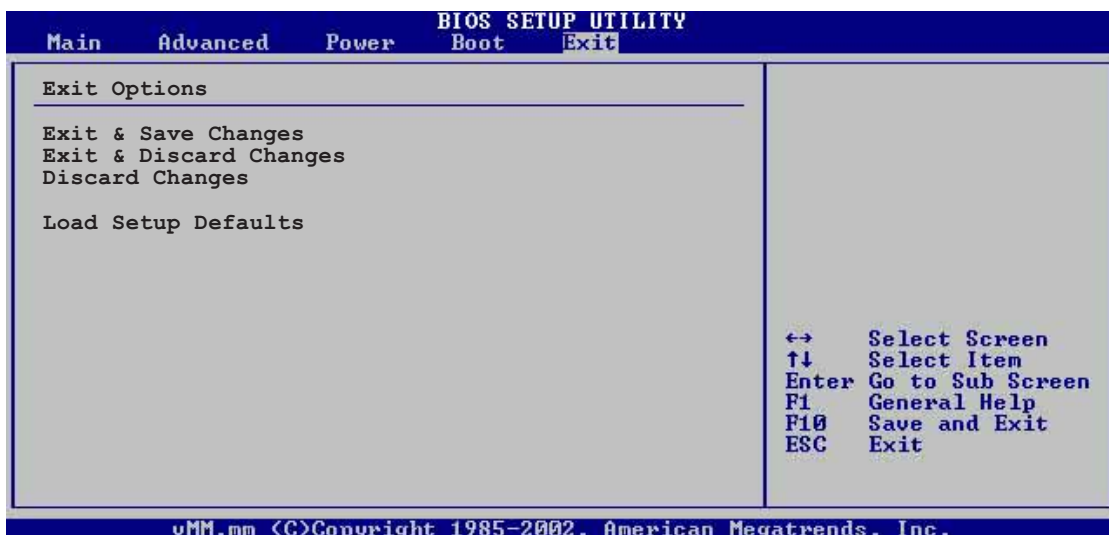 BIOS SETUP UTILITY
Main Advanced Power Boot Exit
Exit Options
Exit & Save Changes
Exit & Discard Changes
Discard Changes
Load Setup Defaults
↔ Select Screen
↑↓ Select Item
Enter Go to Sub Screen
F1 General Help
F10 Save and Exit
ESC Exit
vMM.mm (C)Copyright 1985-2002, American Megatrends, Inc.